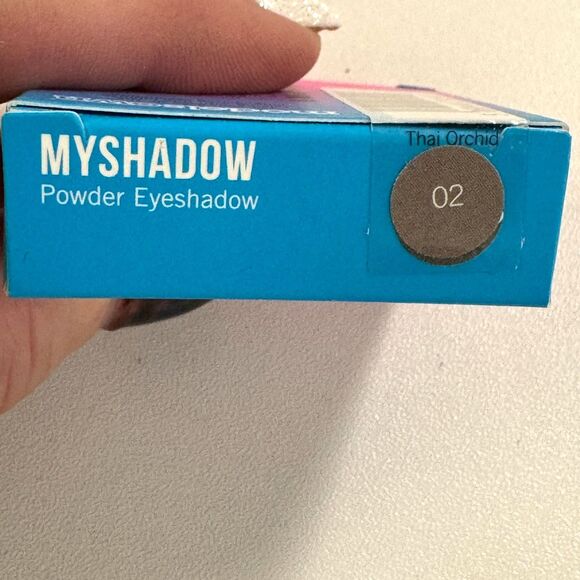 MYSHADOW
Powder Eyeshadow
Thai Orchid
02